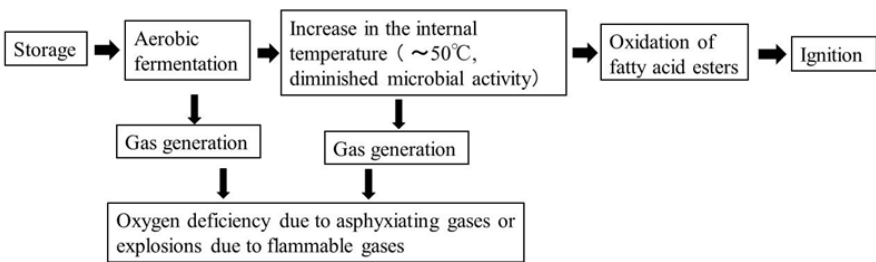 Storage
Aerobic
fermentation
Increase in the internal
temperature（～50℃,
diminished microbial activity）
Oxidation of
fatty acid esters
Ignition
Gas generation
Gas generation
Oxygen deficiency due to asphyxiating gases or
explosions due to flammable gases